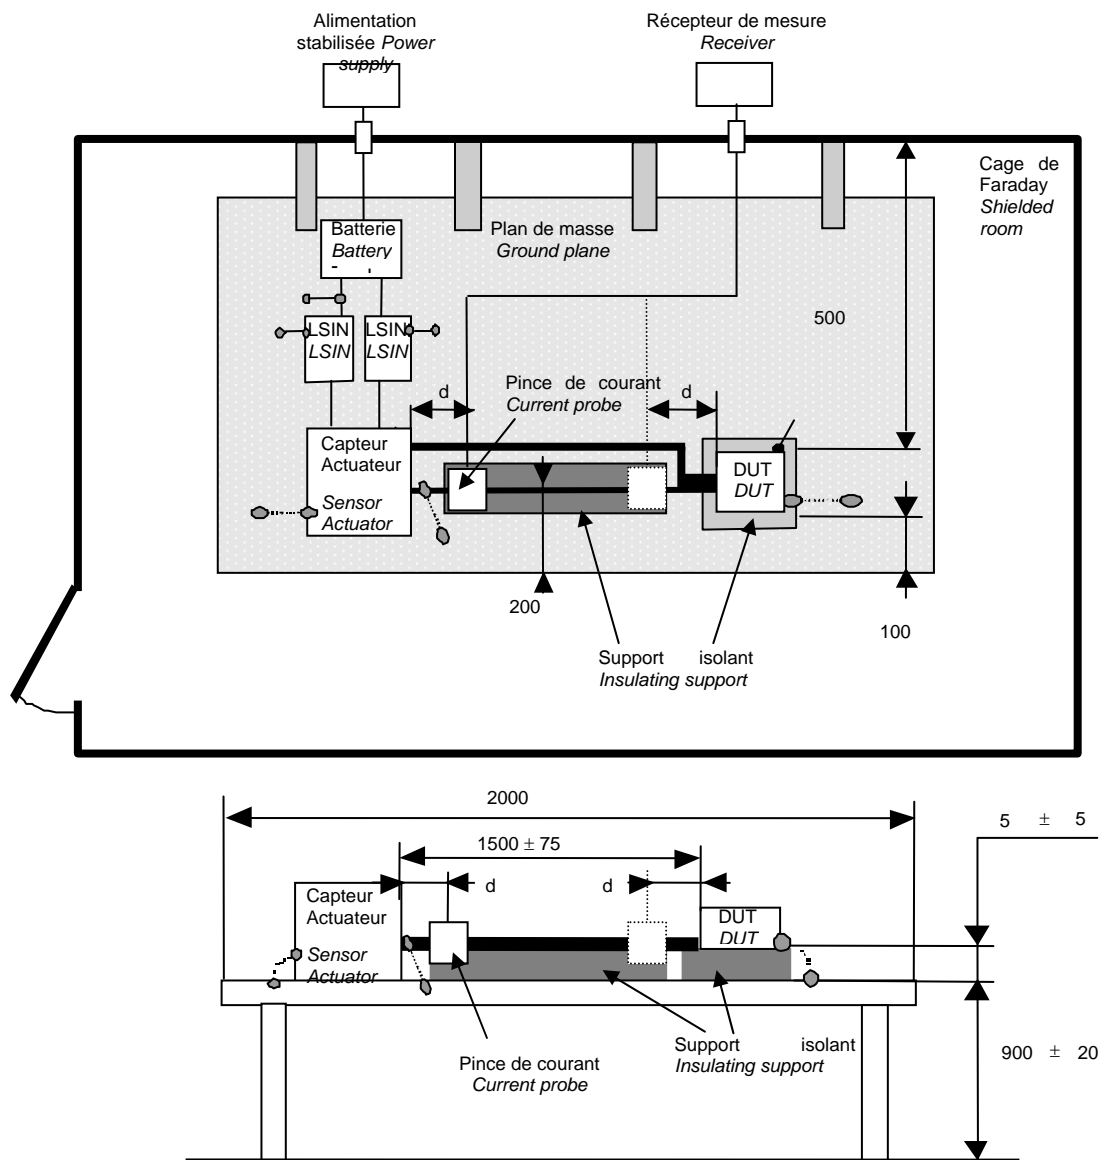 Alimentation
stabilisée Power
supply
Récepteur de mesure
Receiver
Cage de
Faraday
Shielded
room
Batterie
Battery
Plan de masse
Ground plane
LSIN
LSIN
LSIN
LSIN
500
d
Pince de courant
Current probe
d
Capteur
Actuateur
Sensor
Actuator
DUT
DUT
200
100
Support isolant
Insulating support
2000
5 ± 5
1500 ± 75
d
d
Capteur
Actuateur
Sensor
Actuator
DUT
DUT
Pince de courant
Current probe
Support isolant
Insulating support
900 ± 20